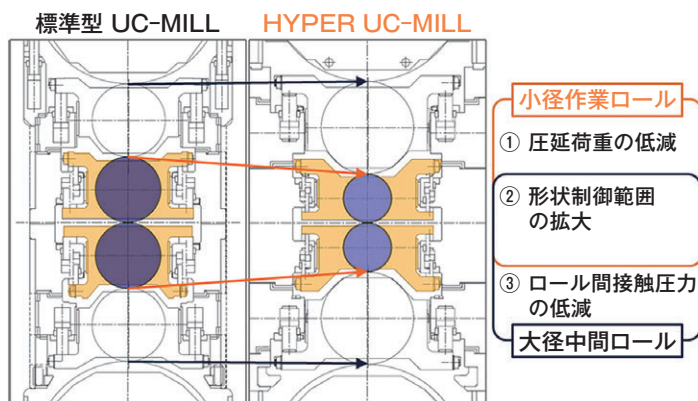 標準型 UC-MILL
HYPER UC-MILL
小径作業ロール
① 圧延荷重の低減
② 形状制御範囲
の拡大
③ ロール間接触圧力
の低減
大径中間ロール